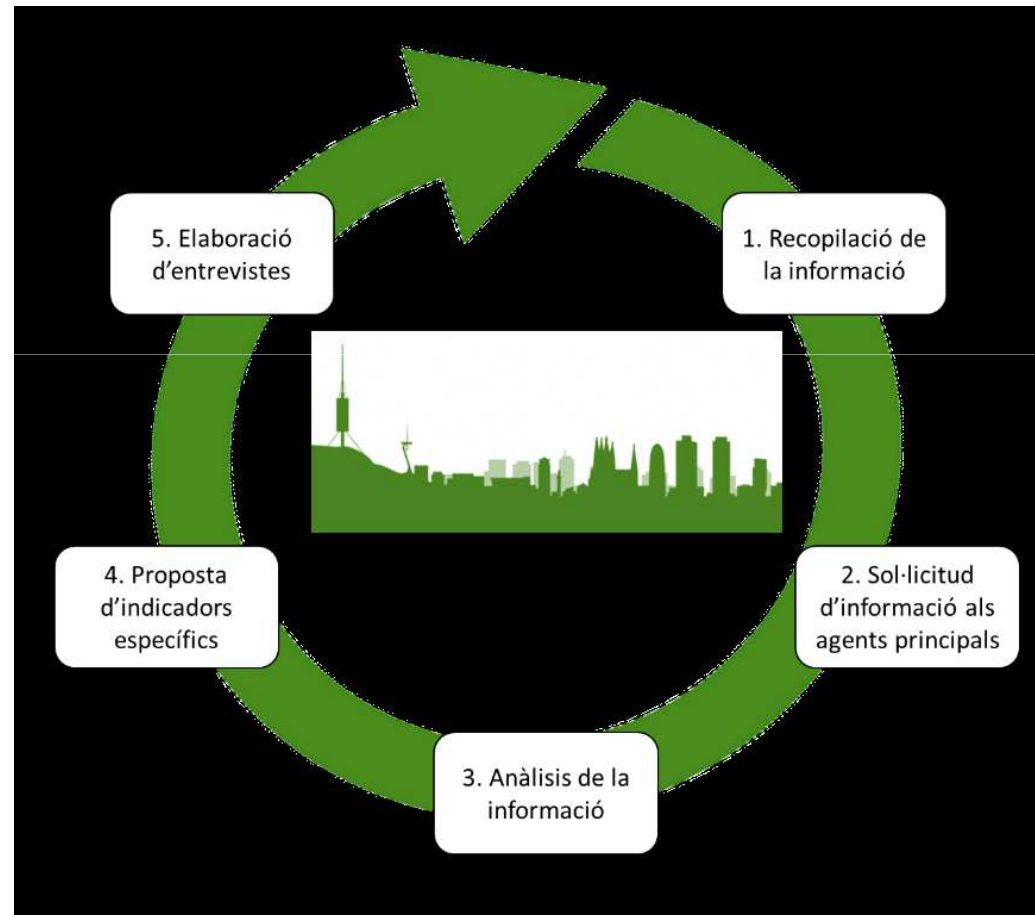 1. Recopilació de
la informació
2. Sol·licitud
d'informació als
agents principals
3. Anàlisis de la
informació
4. Proposta
d'indicadors
específics
5. Elaboració
d'entrevistes